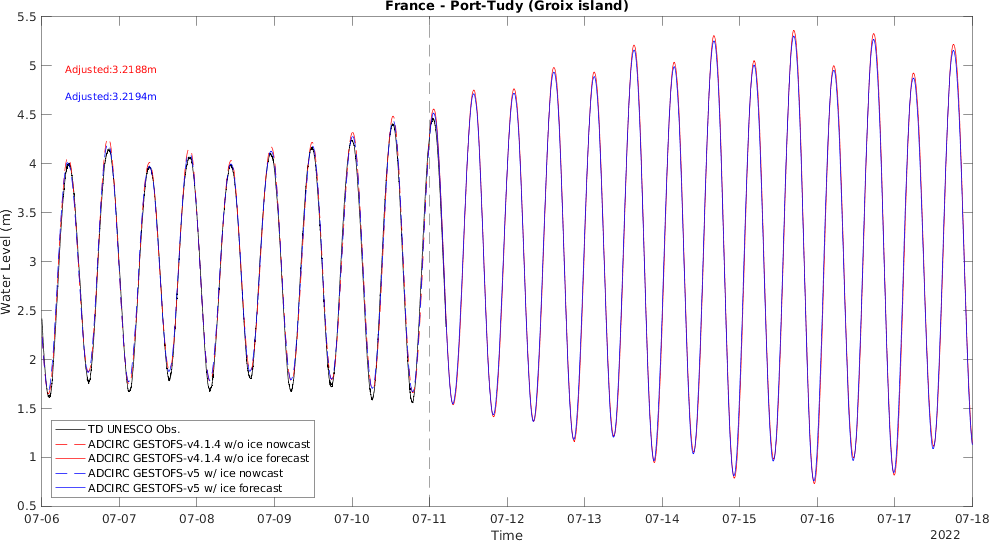 France - Port-Tudy (Groix island)
5.5
5
4.5
4
3.5
3
2.5
2
1.5
1
0.5
Water Level (m)
Adjusted:3.2188m
Adjusted:3.2194m
TD UNESCO Obs.
ADCIRC GESTOFS-v4.1.4 w/o ice nowcast
ADCIRC GESTOFS-v4.1.4 w/o ice forecast
ADCIRC GESTOFS-v5 w/ ice nowcast
ADCIRC GESTOFS-v5 w/ ice forecast
07-06 07-07 07-08 07-09 07-10 07-11 07-12 07-13 07-14 07-15 07-16 07-17 07-18
Time
2022